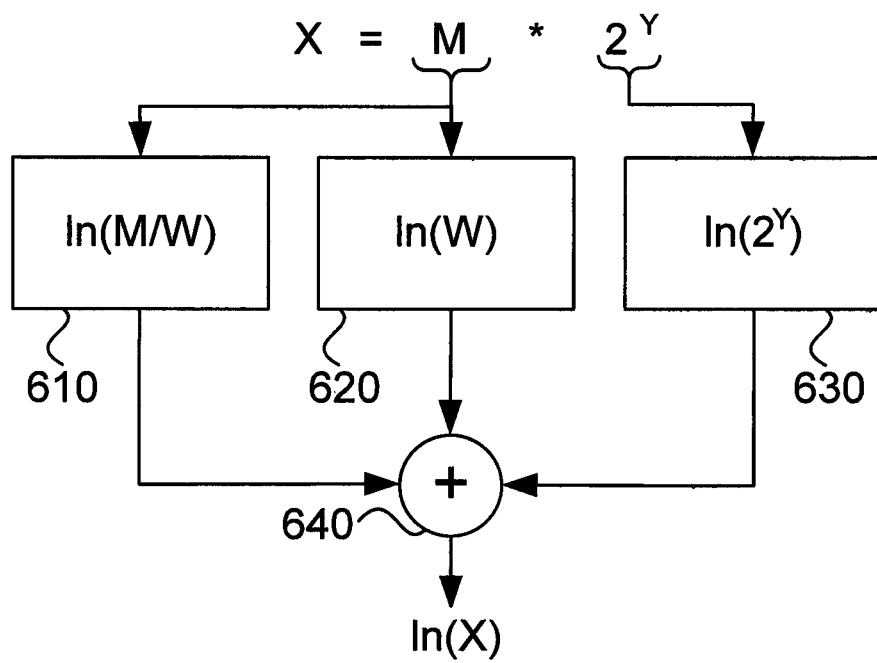 X = M * 2^Y
ln(M/W) ln(W) ln(2^Y)
610 620 630
+
640
ln(X)